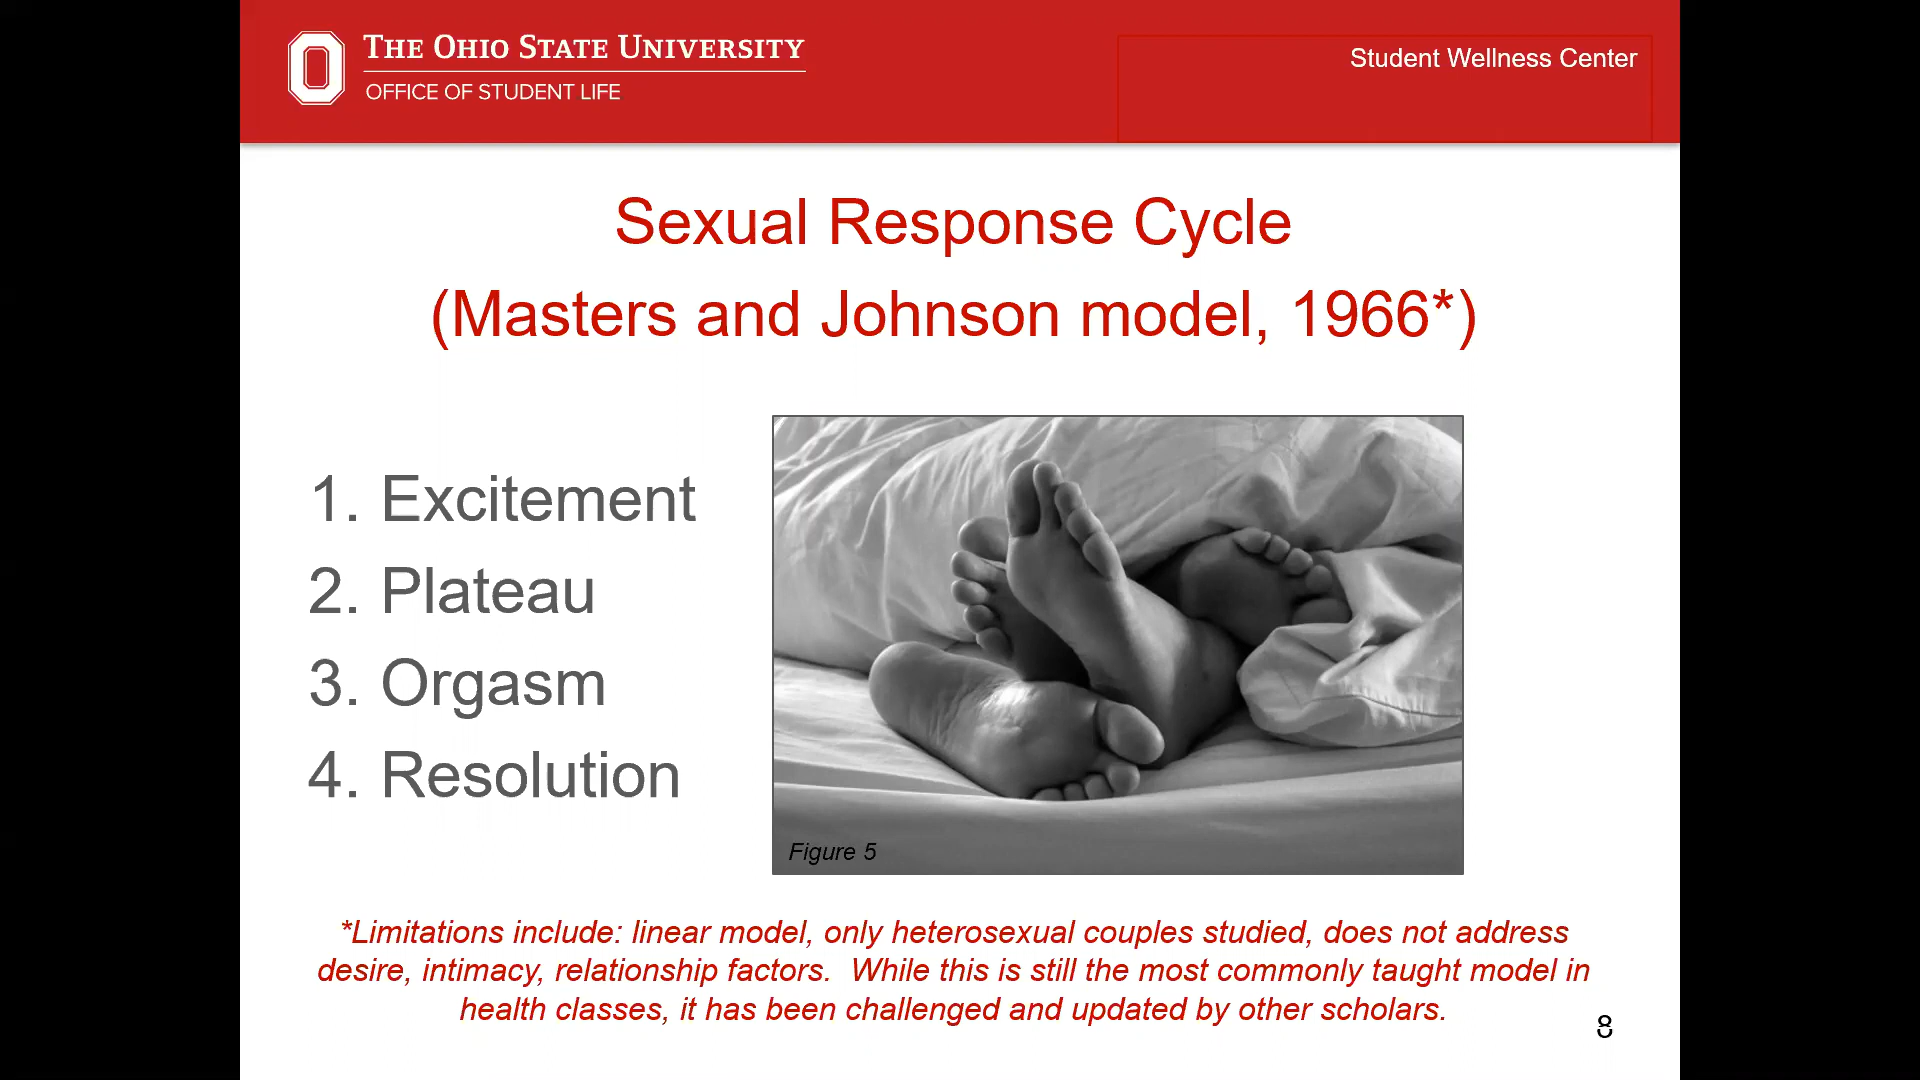 THE OHIO STATE UNIVERSITY
OFFICE OF STUDENT LIFE
Student Wellness Center
Sexual Response Cycle
(Masters and Johnson model, 1966*)
1. Excitement
2. Plateau
3. Orgasm
4. Resolution
Figure 5
*Limitations include: linear model, only heterosexual couples studied, does not address
desire, intimacy, relationship factors.  While this is still the most commonly taught model in
health classes, it has been challenged and updated by other scholars.
8